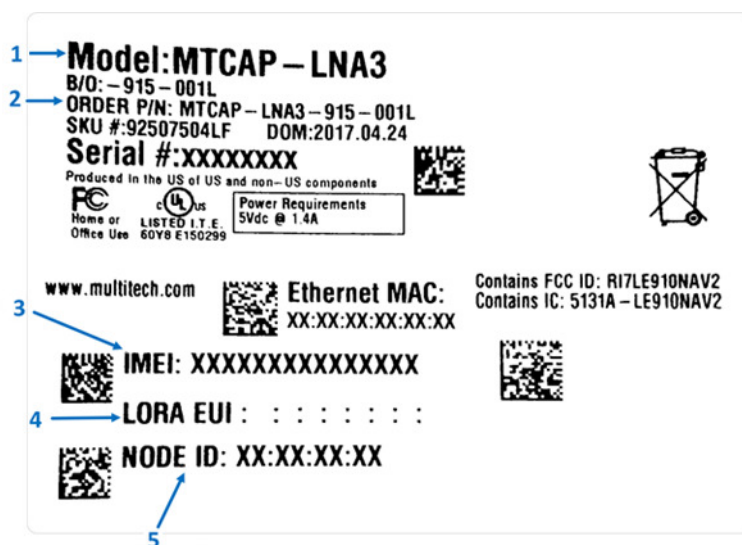 1
Model:MTCAP–LNA3
B/O:–915–001L
2
ORDER P/N: MTCAP–LNA3–915–001L
SKU #:92507504LF DOM:2017.04.24
Serial #:XXXXXXXX
Produced in the US of US and non–US components
FC
Home or
Office Use
C UL US
LISTED I.T.E.
60Y8 E150299
Power Requirements
5Vdc @ 1.4A
www.multitech.com
Ethernet MAC:
XX:XX:XX:XX:XX:XX
Contains FCC ID: RI7LE910NAV2
Contains IC: 5131A–LE910NAV2
3
IMEI: XXXXXXXXXXXXXXX
4
LORA EUI : : : : : : : :
NODE ID: XX:XX:XX:XX
5